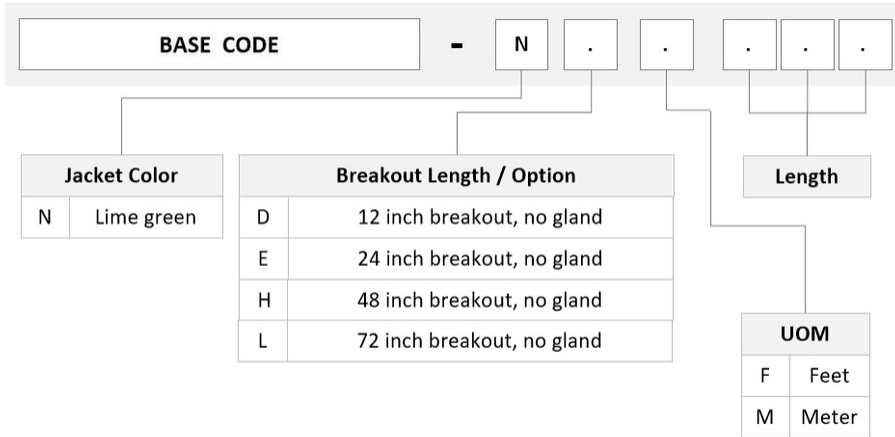 BASE CODE - N . . . . .
Jacket Color
N Lime green
Breakout Length / Option
D 12 inch breakout, no gland
E 24 inch breakout, no gland
H 48 inch breakout, no gland
L 72 inch breakout, no gland
Length
UOM
F Feet
M Meter